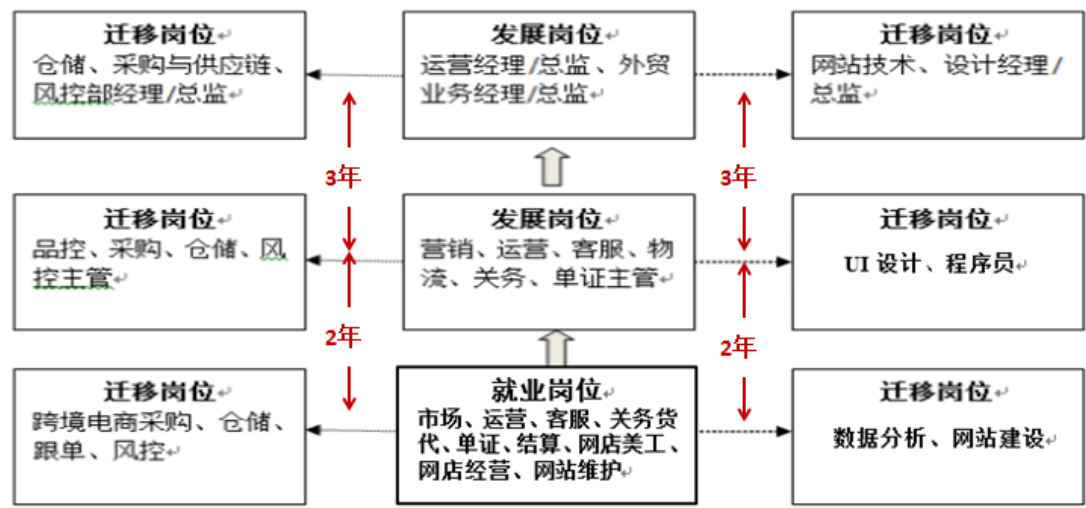 迁移岗位
仓储、采购与供应链、
风控部经理/总监
发展岗位
运营经理/总监、外贸
业务经理/总监
迁移岗位
网站技术、设计经理/
总监
3年
3年
迁移岗位
品控、采购、仓储、风
控主管
发展岗位
营销、运营、客服、物
流、关务、单证主管
迁移岗位
UI 设计、程序员
2年
2年
迁移岗位
跨境电商采购、仓储、
跟单、风控
就业岗位
市场、运营、客服、关务货
代、单证、结算、网店美工、
网店经营、网站维护
迁移岗位
数据分析、网站建设